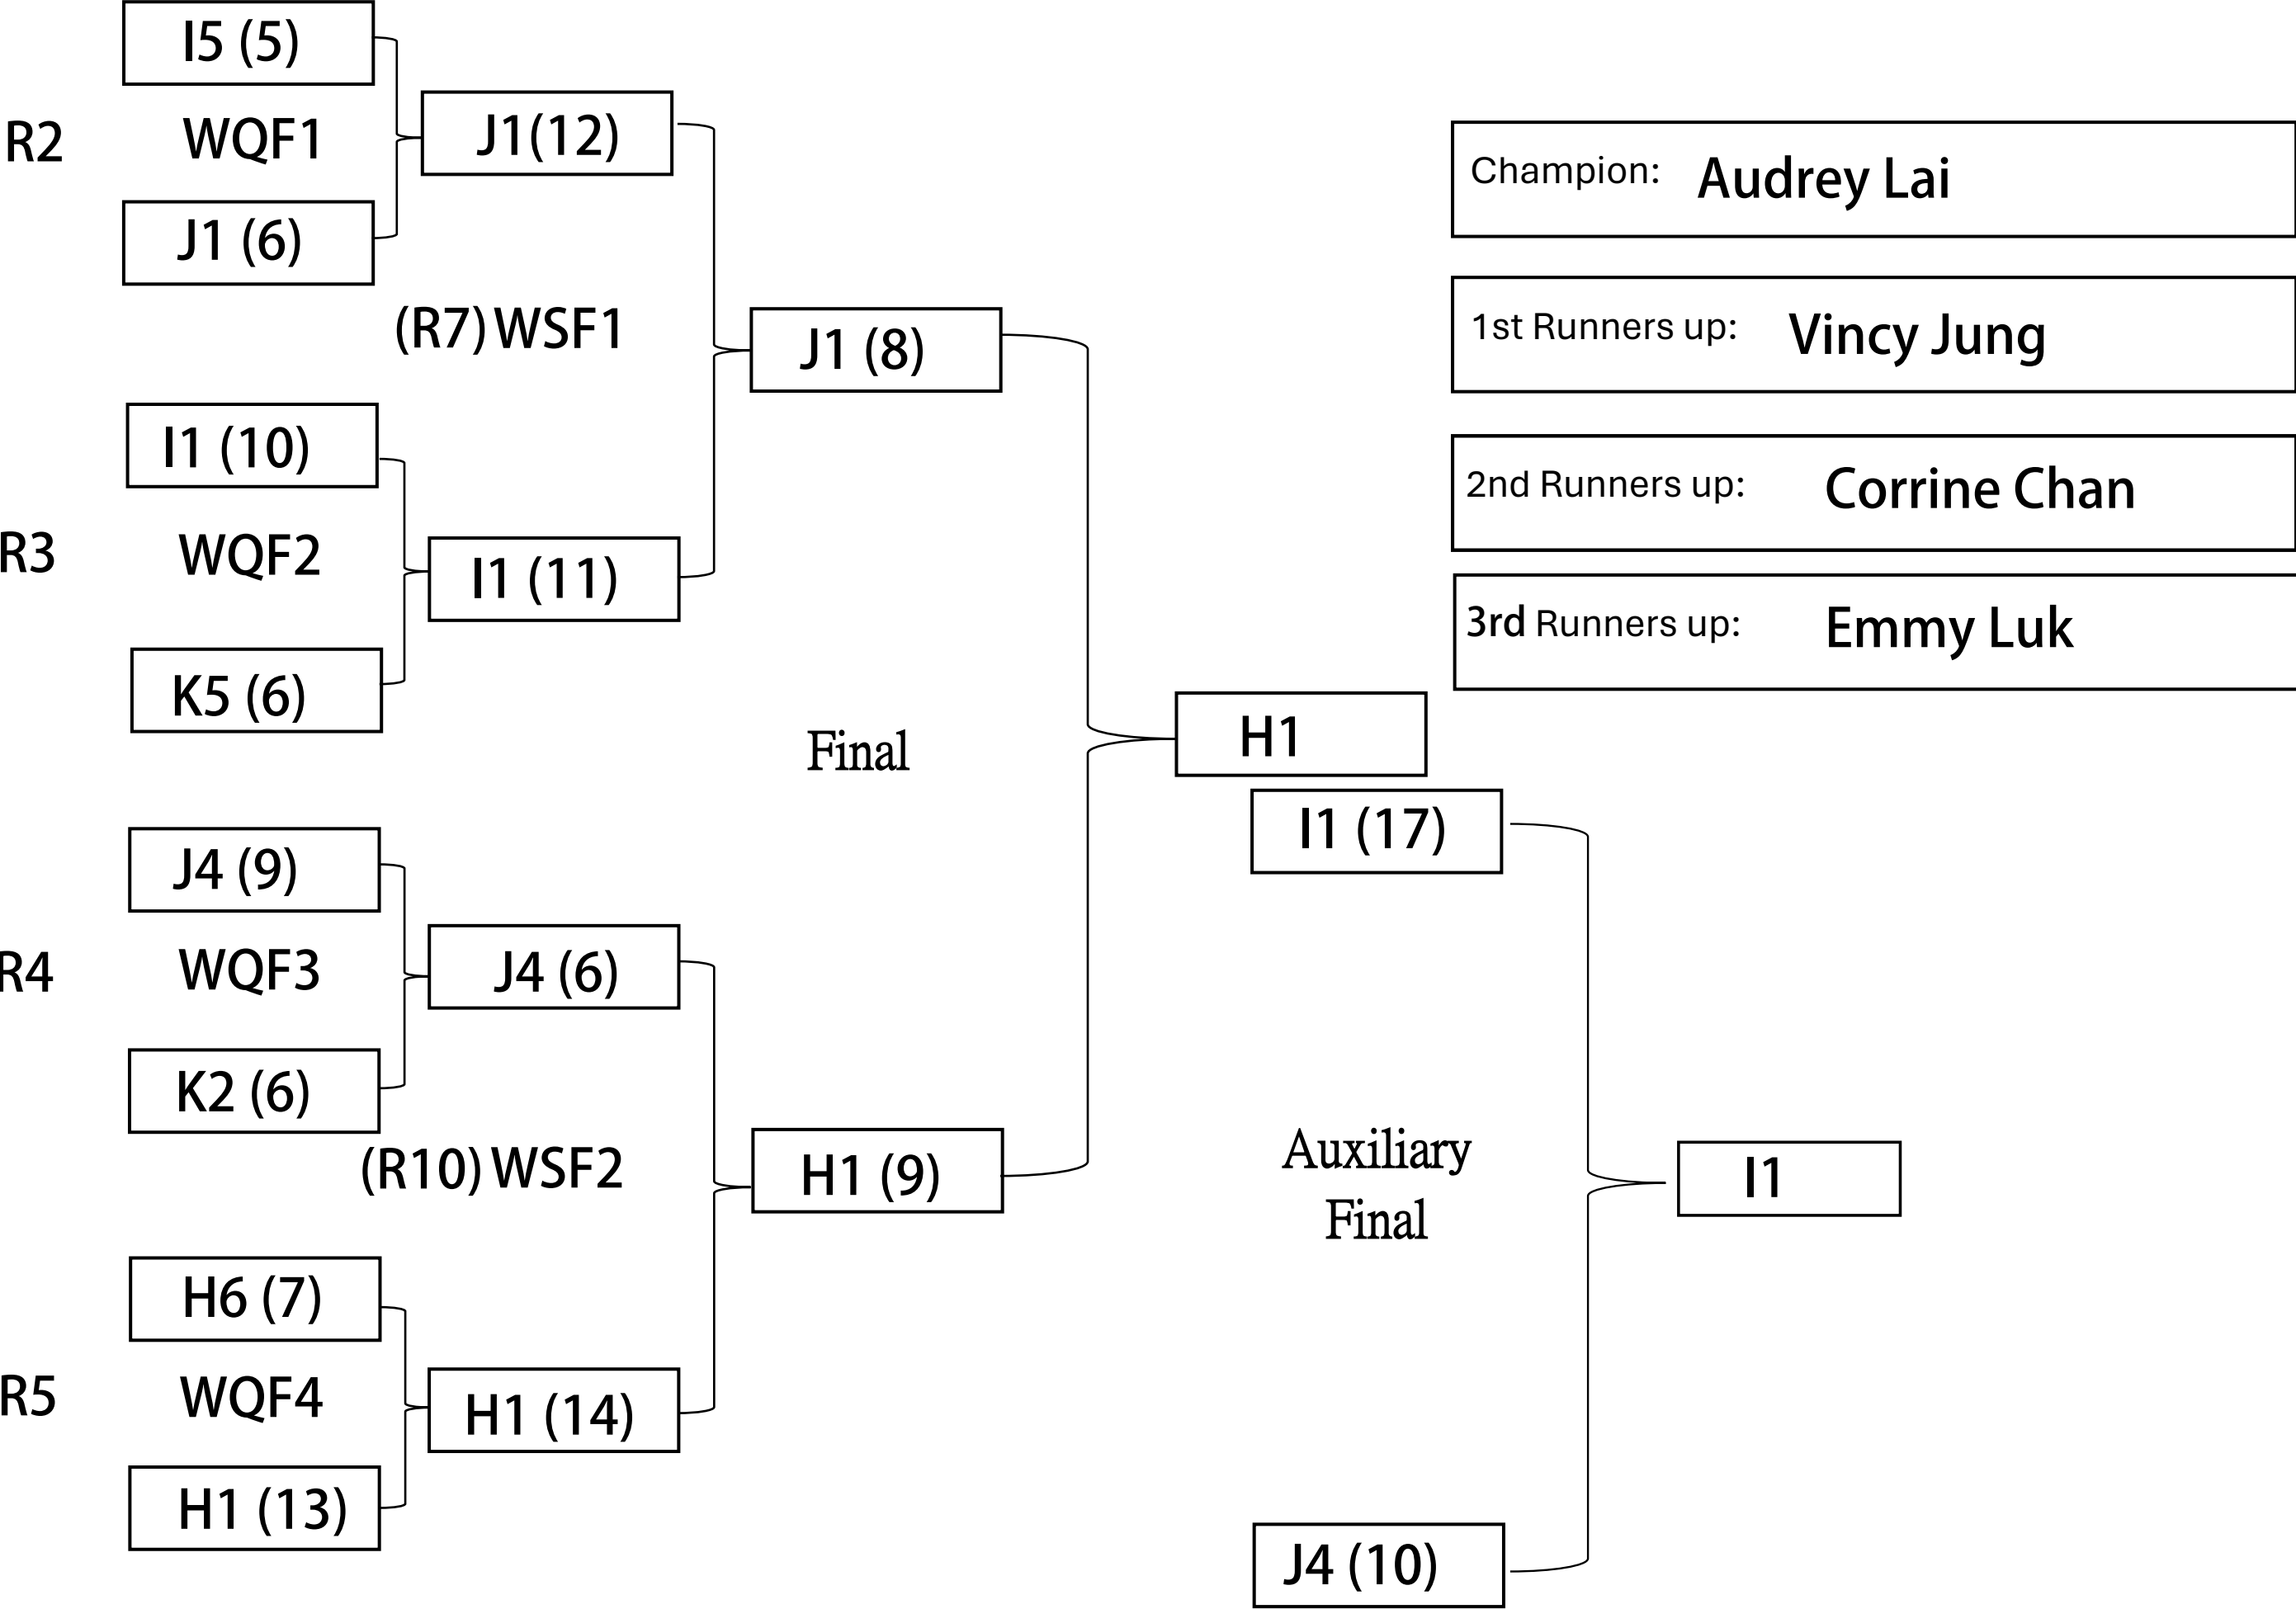 I5 (5)
R2
WQF1
J1(12)
J1 (6)
(R7) WSF1
J1 (8)
I1 (10)
R3
WQF2
I1 (11)
K5 (6)
Final
H1
J4 (9)
R4
WQF3
J4 (6)
K2 (6)
(R10) WSF2
H1 (9)
H6 (7)
R5
WQF4
H1 (14)
H1 (13)
Champion: Audrey Lai
1st Runners up: Vincy Jung
2nd Runners up: Corrine Chan
3rd Runners up: Emmy Luk
I1 (17)
Auxiliary
Final
I1
J4 (10)